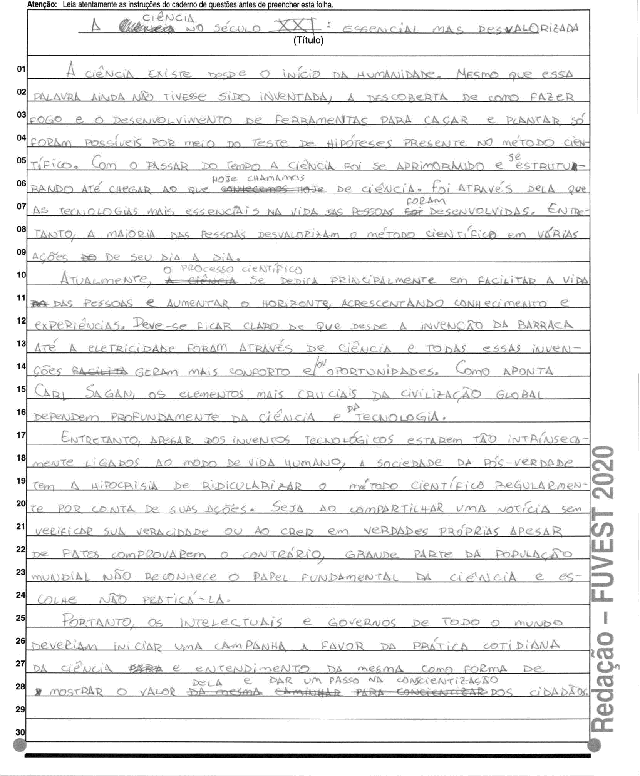 Atenção: Leia atentamente as instruções do caderno de questões antes de preencher esta folha.
CIÊNCIA
A NO SÉCULO XXI: ESSENCIAL MAS DESVALORIZADA
(Título)
01 A CIÊNCIA EXISTE DESDE O INÍCIO DA HUMANIDADE. MESMO QUE ESSA
02 PALAVRA AINDA NÃO TIVESSE SIDO INVENTADA, A DESCOBERTA DE COMO FAZER
03 FOGO E O DESENVOLVIMENTO DE FERRAMENTAS PARA CAÇAR E PLANTAR SÓ
04 FORAM POSSÍVEIS POR MEIO DO TESTE DE HIPÓTESES PRESENTE NO MÉTODO CIEN-
05 TÍFICO. COM O PASSAR DO TEMPO A CIÊNCIA FOI SE APRIMORANDO E SE ESTRUTU-
06 RANDO ATÉ CHEGAR AO QUE HOJE CHAMAMOS CONHECEMOS HOJE DE CIÊNCIA. FOI ATRAVÉS DELA QUE
07 AS TECNOLOGIAS MAIS ESSENCIAIS NA VIDA DAS PESSOAS FORAM FOI DESENVOLVIDAS. ENTRE-
08 TANTO, A MAIORIA DAS PESSOAS DESVALORIZAM O MÉTODO CIENTÍFICO EM VÁRIAS
09 AÇÕES DO DE SEU DIA A DIA.
10 ATUALMENTE, O PROCESSO CIENTÍFICO A CIÊNCIA SE DEDICA PRINCIPALMENTE EM FACILITAR A VIDA
11 DA DAS PESSOAS E AUMENTAR O HORIZONTE, ACRESCENTANDO CONHECIMENTO E
12 EXPERIÊNCIAS. DEVE-SE FICAR CLARO DE QUE DESDE A INVENÇÃO DA BARRACA
13 ATÉ A ELETRICIDADE FORAM ATRAVÉS DE CIÊNCIA E TODAS ESSAS INVEN-
14 ÇÕES FACILITA GERAM MAIS CONFORTO E/OU OPORTUNIDADES. COMO APONTA
15 CARL SAGAN, OS ELEMENTOS MAIS CRUCIAIS DA CIVILIZAÇÃO GLOBAL
16 DEPENDEM PROFUNDAMENTE DA CIÊNCIA E DA TECNOLOGIA.
17 ENTRETANTO, APESAR DOS INVENTOS TECNOLÓGICOS ESTAREM TÃO INTRÍNSECA-
18 MENTE LIGADOS AO MODO DE VIDA HUMANO, A SOCIEDADE DA PÓS-VERDADE
19 TEM A HIPOCRISIA DE RIDICULARIZAR O MÉTODO CIENTÍFICO REGULARMEN-
20 TE POR CONTA DE SUAS AÇÕES. SEJA AO COMPARTILHAR UMA NOTÍCIA SEM
21 VERIFICAR SUA VERACIDADE OU AO CRER EM VERDADES PRÓPRIAS APESAR
22 DE FATOS COMPROVAREM O CONTRÁRIO, GRANDE PARTE DA POPULAÇÃO
23 MUNDIAL NÃO RECONHECE O PAPEL FUNDAMENTAL DA CIÊNCIA E ES-
24 COLHE NÃO PRATICÁ-LA.
25 PORTANTO, OS INTELECTUAIS E GOVERNOS DE TODO O MUNDO
26 DEVERIAM INICIAR UMA CAMPANHA A FAVOR DA PRÁTICA COTIDIANA
27 DA CIÊNCIA PARA E ENTENDIMENTO DA MESMA COMO FORMA DE
28 MOSTRAR O VALOR DELA E DAR UM PASSO NA CONSCIENTIZAÇÃO DA MESMA CAMINHAR PARA CONCIENTIZAR DOS CIDADÃOS
29
30
Redação – FUVEST 2020